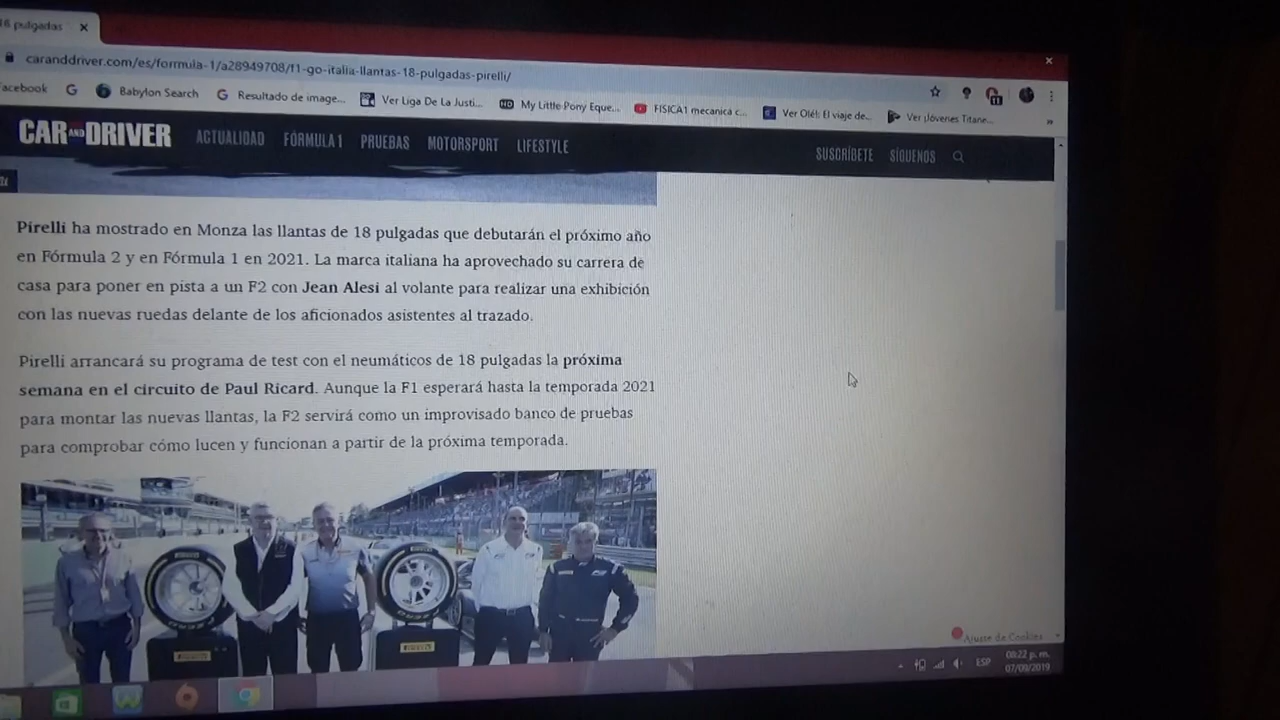 16 pulgadas
caranddriver.com/es/formula-1/a28949708/f1-go-italia-llantas-18-pulgadas-pirelli/
Facebook Babylon Search Resultado de image... Ver Liga De La Justi... My Little Pony Eque... FISICA1 mecanica c... Ver Olé!: El viaje de... Ver ¡Jóvenes Titane... »
CAR AND DRIVER ACTUALIDAD FÓRMULA 1 PRUEBAS MOTORSPORT LIFESTYLE SUSCRÍBETE SÍGUENOS
Pirelli ha mostrado en Monza las llantas de 18 pulgadas que debutarán el próximo año
en Fórmula 2 y en Fórmula 1 en 2021. La marca italiana ha aprovechado su carrera de
casa para poner en pista a un F2 con Jean Alesi al volante para realizar una exhibición
con las nuevas ruedas delante de los aficionados asistentes al trazado.
Pirelli arrancará su programa de test con el neumáticos de 18 pulgadas la próxima
semana en el circuito de Paul Ricard. Aunque la F1 esperará hasta la temporada 2021
para montar las nuevas llantas, la F2 servirá como un improvisado banco de pruebas
para comprobar cómo lucen y funcionan a partir de la próxima temporada.
Ajuste de Cookies
ESP 08:22 p. m.
07/09/2019